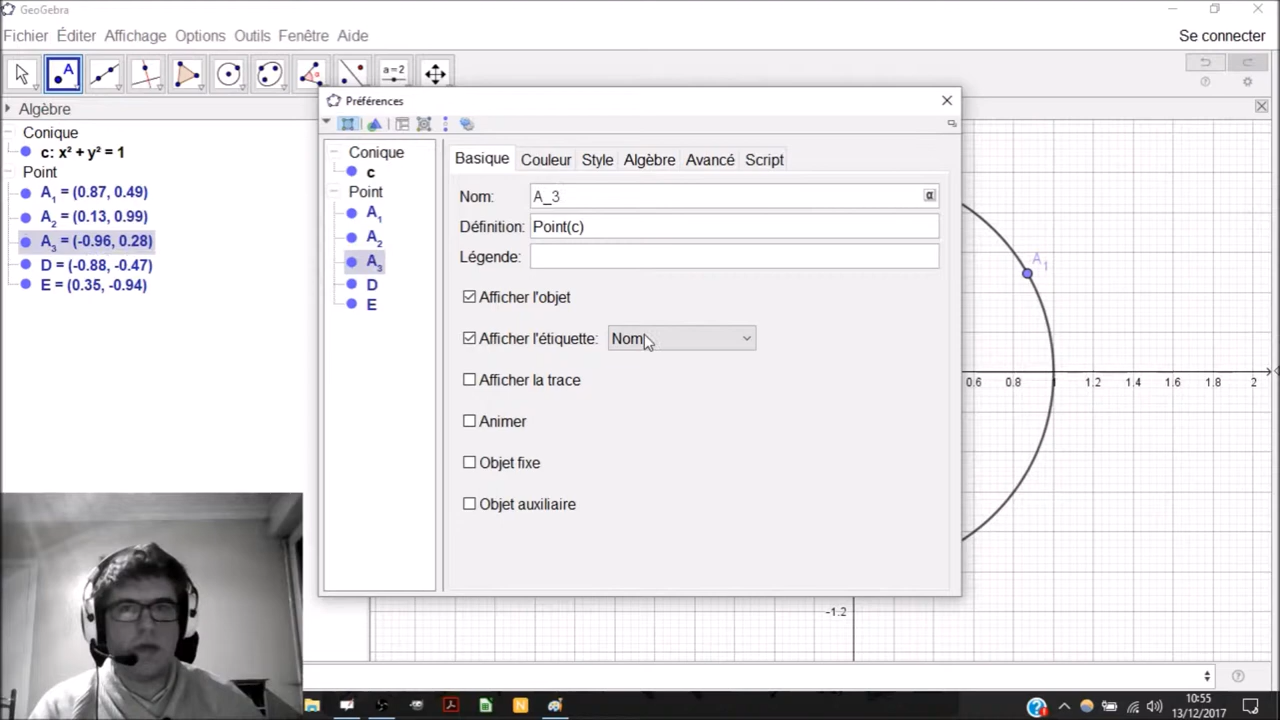 GeoGebra
Fichier Éditer Affichage Options Outils Fenêtre Aide Se connecter
A a=2
Algèbre
Conique
c: x² + y² = 1
Point
A₁ = (0.87, 0.49)
A₂ = (0.13, 0.99)
A₃ = (-0.96, 0.28)
D = (-0.88, -0.47)
E = (0.35, -0.94)
Préférences
Conique
c
Point
A₁
A₂
A₃
D
E
Basique Couleur Style Algèbre Avancé Script
Nom: A_3 α
Définition: Point(c)
Légende:
Afficher l'objet
Afficher l'étiquette: Nom
Afficher la trace
Animer
Objet fixe
Objet auxiliaire
A₁
0.6 0.8 1 1.2 1.4 1.6 1.8 2
-1.2
10:55
13/12/2017